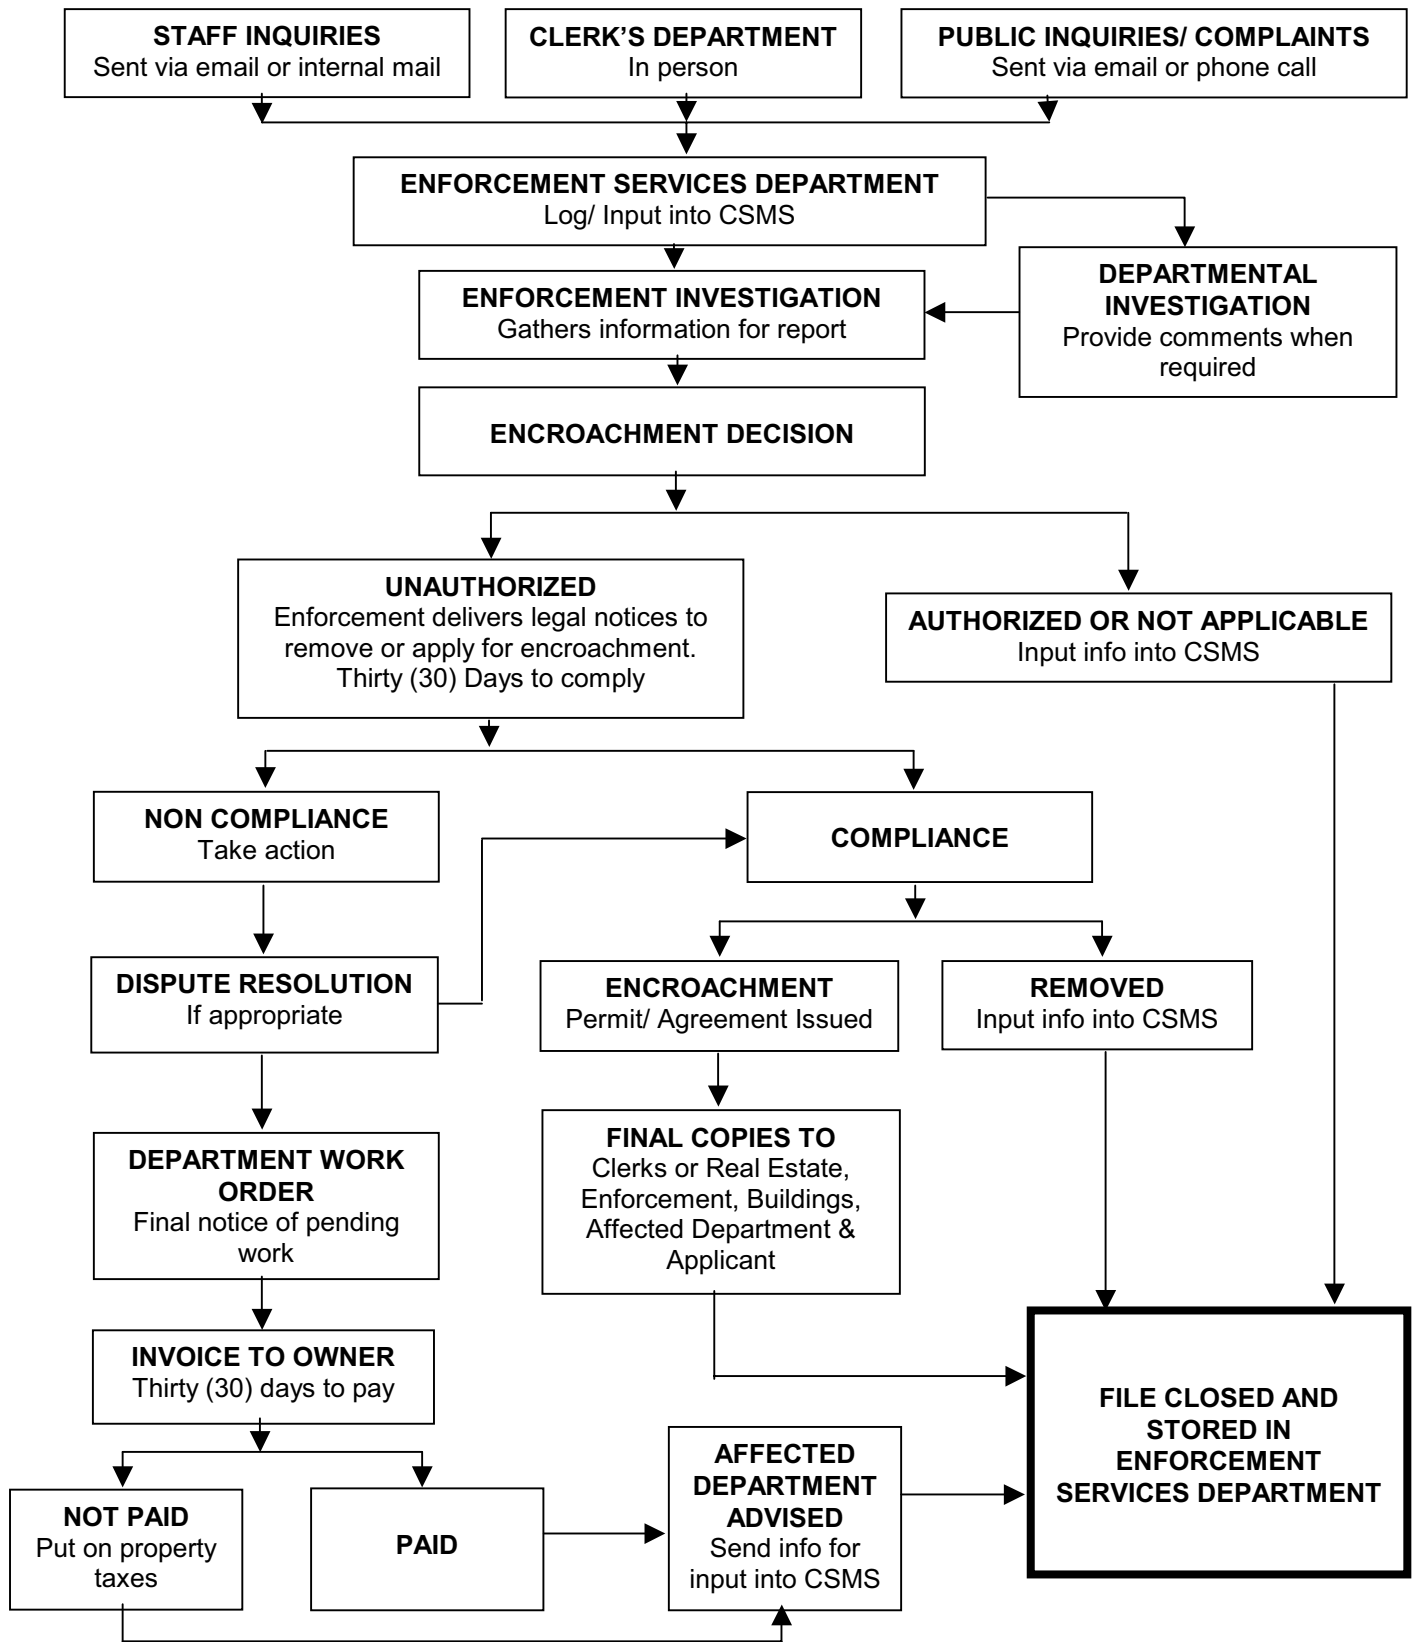 STAFF INQUIRIES
Sent via email or internal mail
CLERK'S DEPARTMENT
In person
PUBLIC INQUIRIES/ COMPLAINTS
Sent via email or phone call
ENFORCEMENT SERVICES DEPARTMENT
Log/ Input into CSMS
DEPARTMENTAL
INVESTIGATION
Provide comments when
required
ENFORCEMENT INVESTIGATION
Gathers information for report
ENCROACHMENT DECISION
UNAUTHORIZED
Enforcement delivers legal notices to
remove or apply for encroachment.
Thirty (30) Days to comply
AUTHORIZED OR NOT APPLICABLE
Input info into CSMS
NON COMPLIANCE
Take action
COMPLIANCE
DISPUTE RESOLUTION
If appropriate
ENCROACHMENT
Permit/ Agreement Issued
REMOVED
Input info into CSMS
DEPARTMENT WORK
ORDER
Final notice of pending
work
FINAL COPIES TO
Clerks or Real Estate,
Enforcement, Buildings,
Affected Department &
Applicant
INVOICE TO OWNER
Thirty (30) days to pay
NOT PAID
Put on property
taxes
PAID
AFFECTED
DEPARTMENT
ADVISED
Send info for
input into CSMS
FILE CLOSED AND
STORED IN
ENFORCEMENT
SERVICES DEPARTMENT